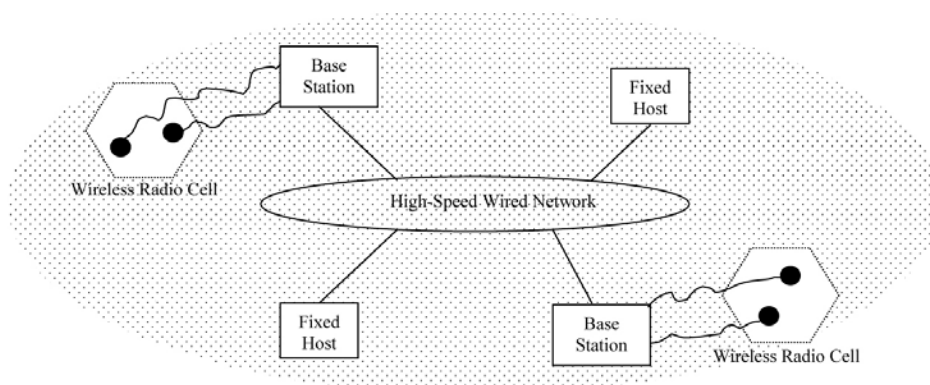 Base
Station
Fixed
Host
Wireless Radio Cell
High-Speed Wired Network
Fixed
Host
Base
Station
Wireless Radio Cell